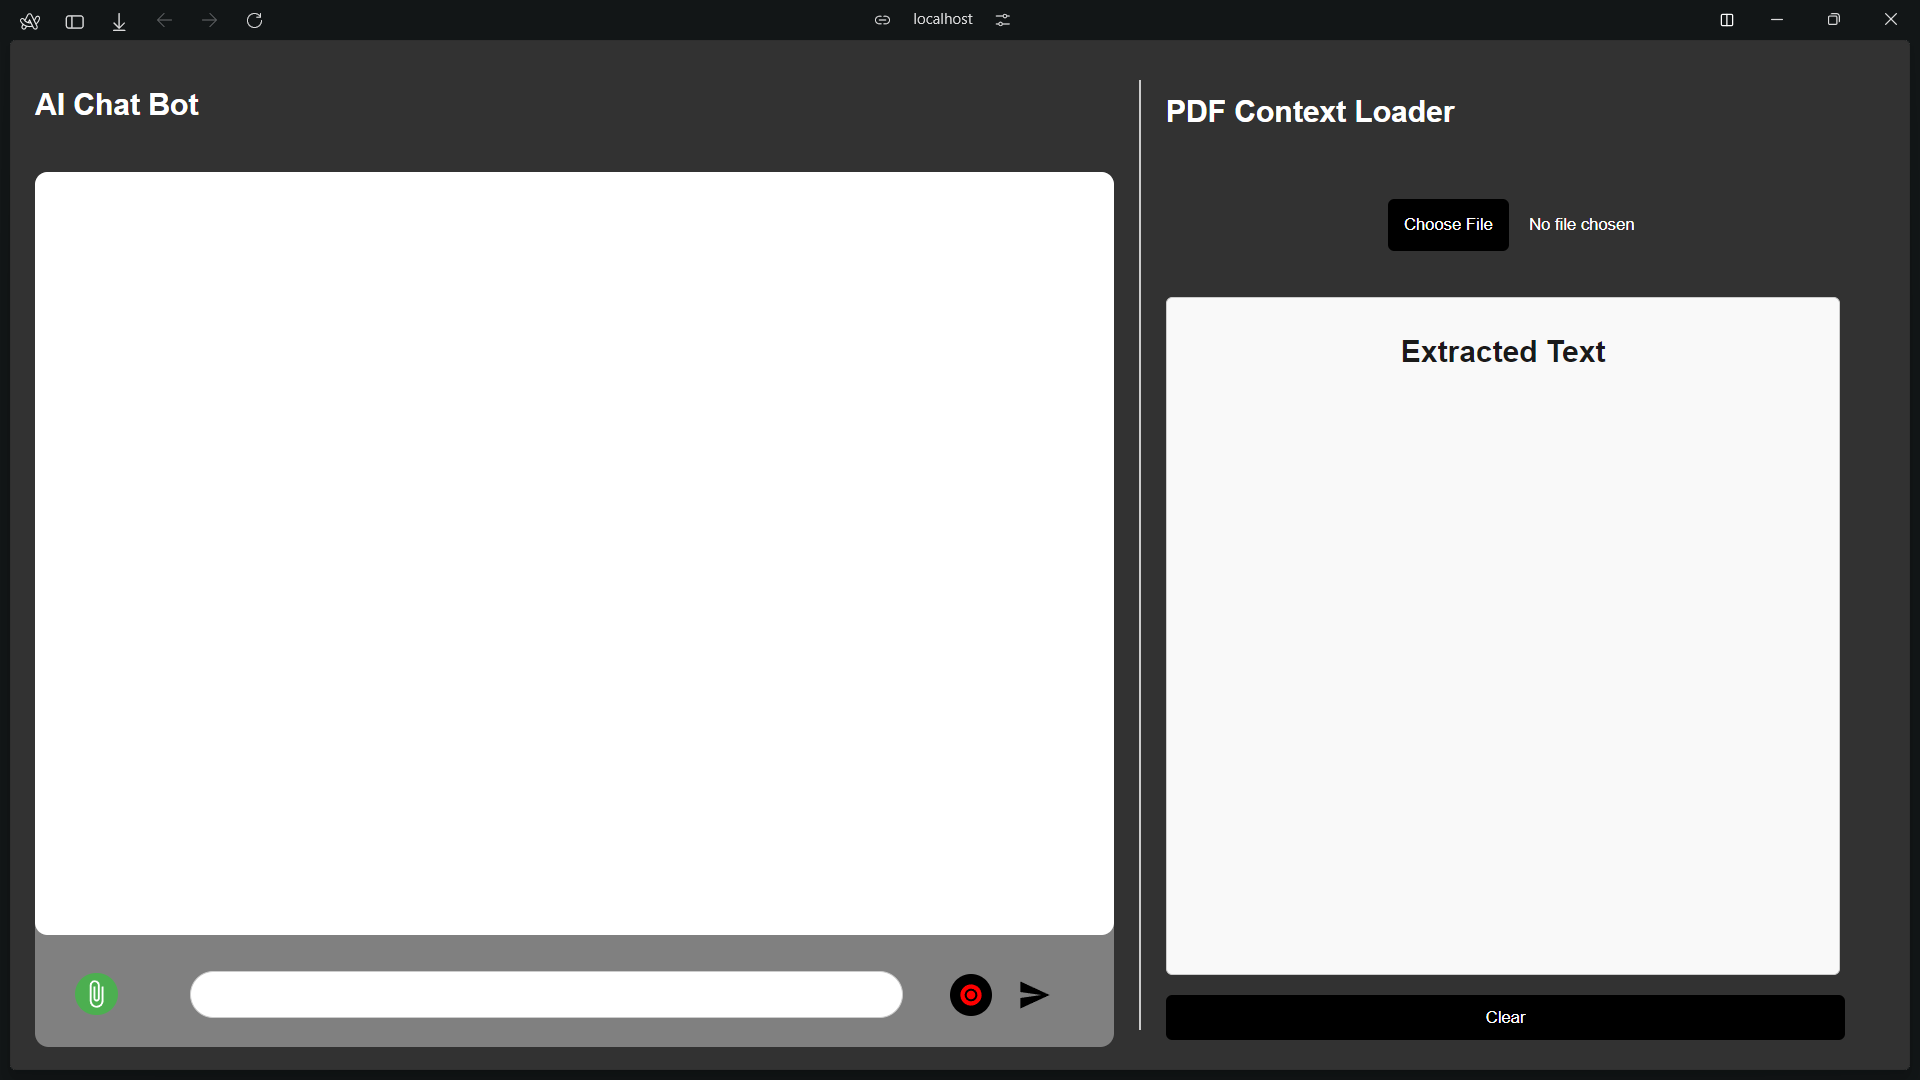 localhost
AI Chat Bot
PDF Context Loader
Choose File No file chosen
Extracted Text
Clear